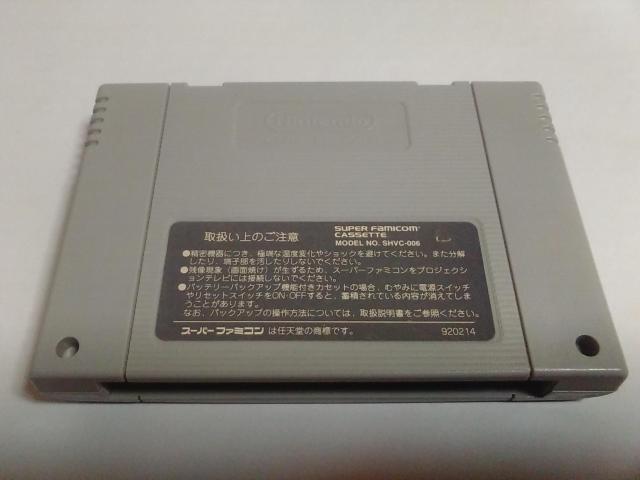 Nintendo
取扱い上のご注意
SUPER FAMICOM
CASSETTE
MODEL NO. SHVC-006
●精密機器につき、極端な温度変化やショックを避けてください。また分解
したり、端子部を汚したりしないでください。
●残像現象（画面焼け）が生ずるため、スーパーファミコンをプロジェクシ
ョンテレビには接続しないでください。
●バッテリーバックアップ機能付きカセットの場合、むやみに電源スイッチ
やリセットスイッチをON・OFFすると、蓄積されている内容が消えてしま
うことがあります。
なお、バックアップの操作方法については、取扱説明書をご参照ください。
スーパーファミコン は任天堂の商標です。
920214